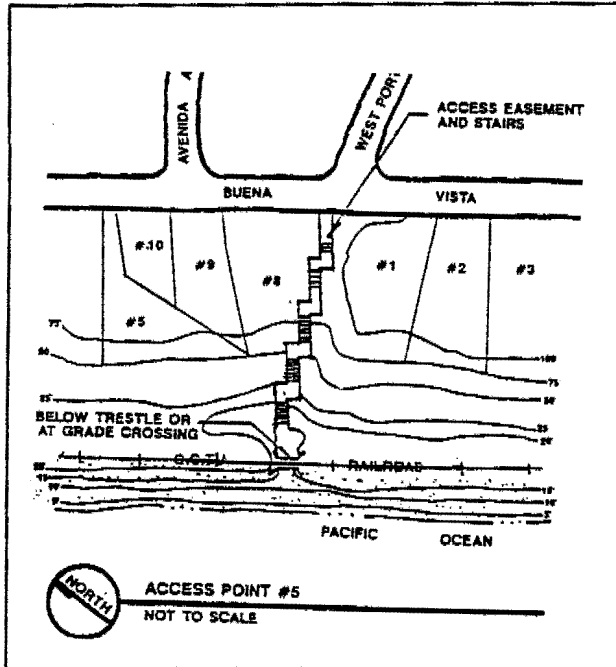 AVENIDA A
WEST PORT
ACCESS EASEMENT
AND STAIRS
BUENA VISTA
#10
#9
#8
#1
#2
#3
#5
100
75
50
75'
25'
25
BELOW TRESTLE OR
AT GRADE CROSSING
RAILROAD
15'
PACIFIC OCEAN
NORTH
ACCESS POINT #5
NOT TO SCALE